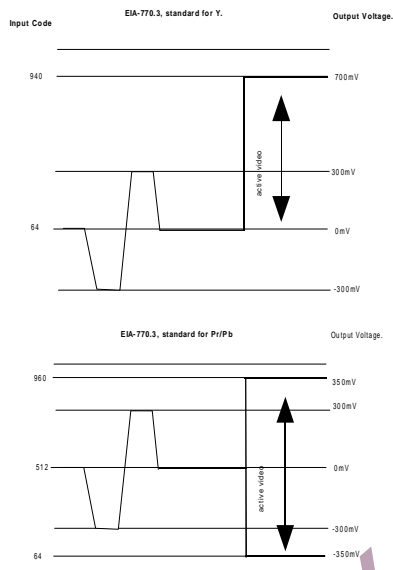 EIA-770.3, standard for Y.
Input Code
Output Voltage.
940
700mV
active video
300mV
64
0mV
-300mV
EIA-770.3, standard for Pr/Pb
Output Voltage.
960
350mV
300mV
512
0mV
active video
-300mV
64
-350mV